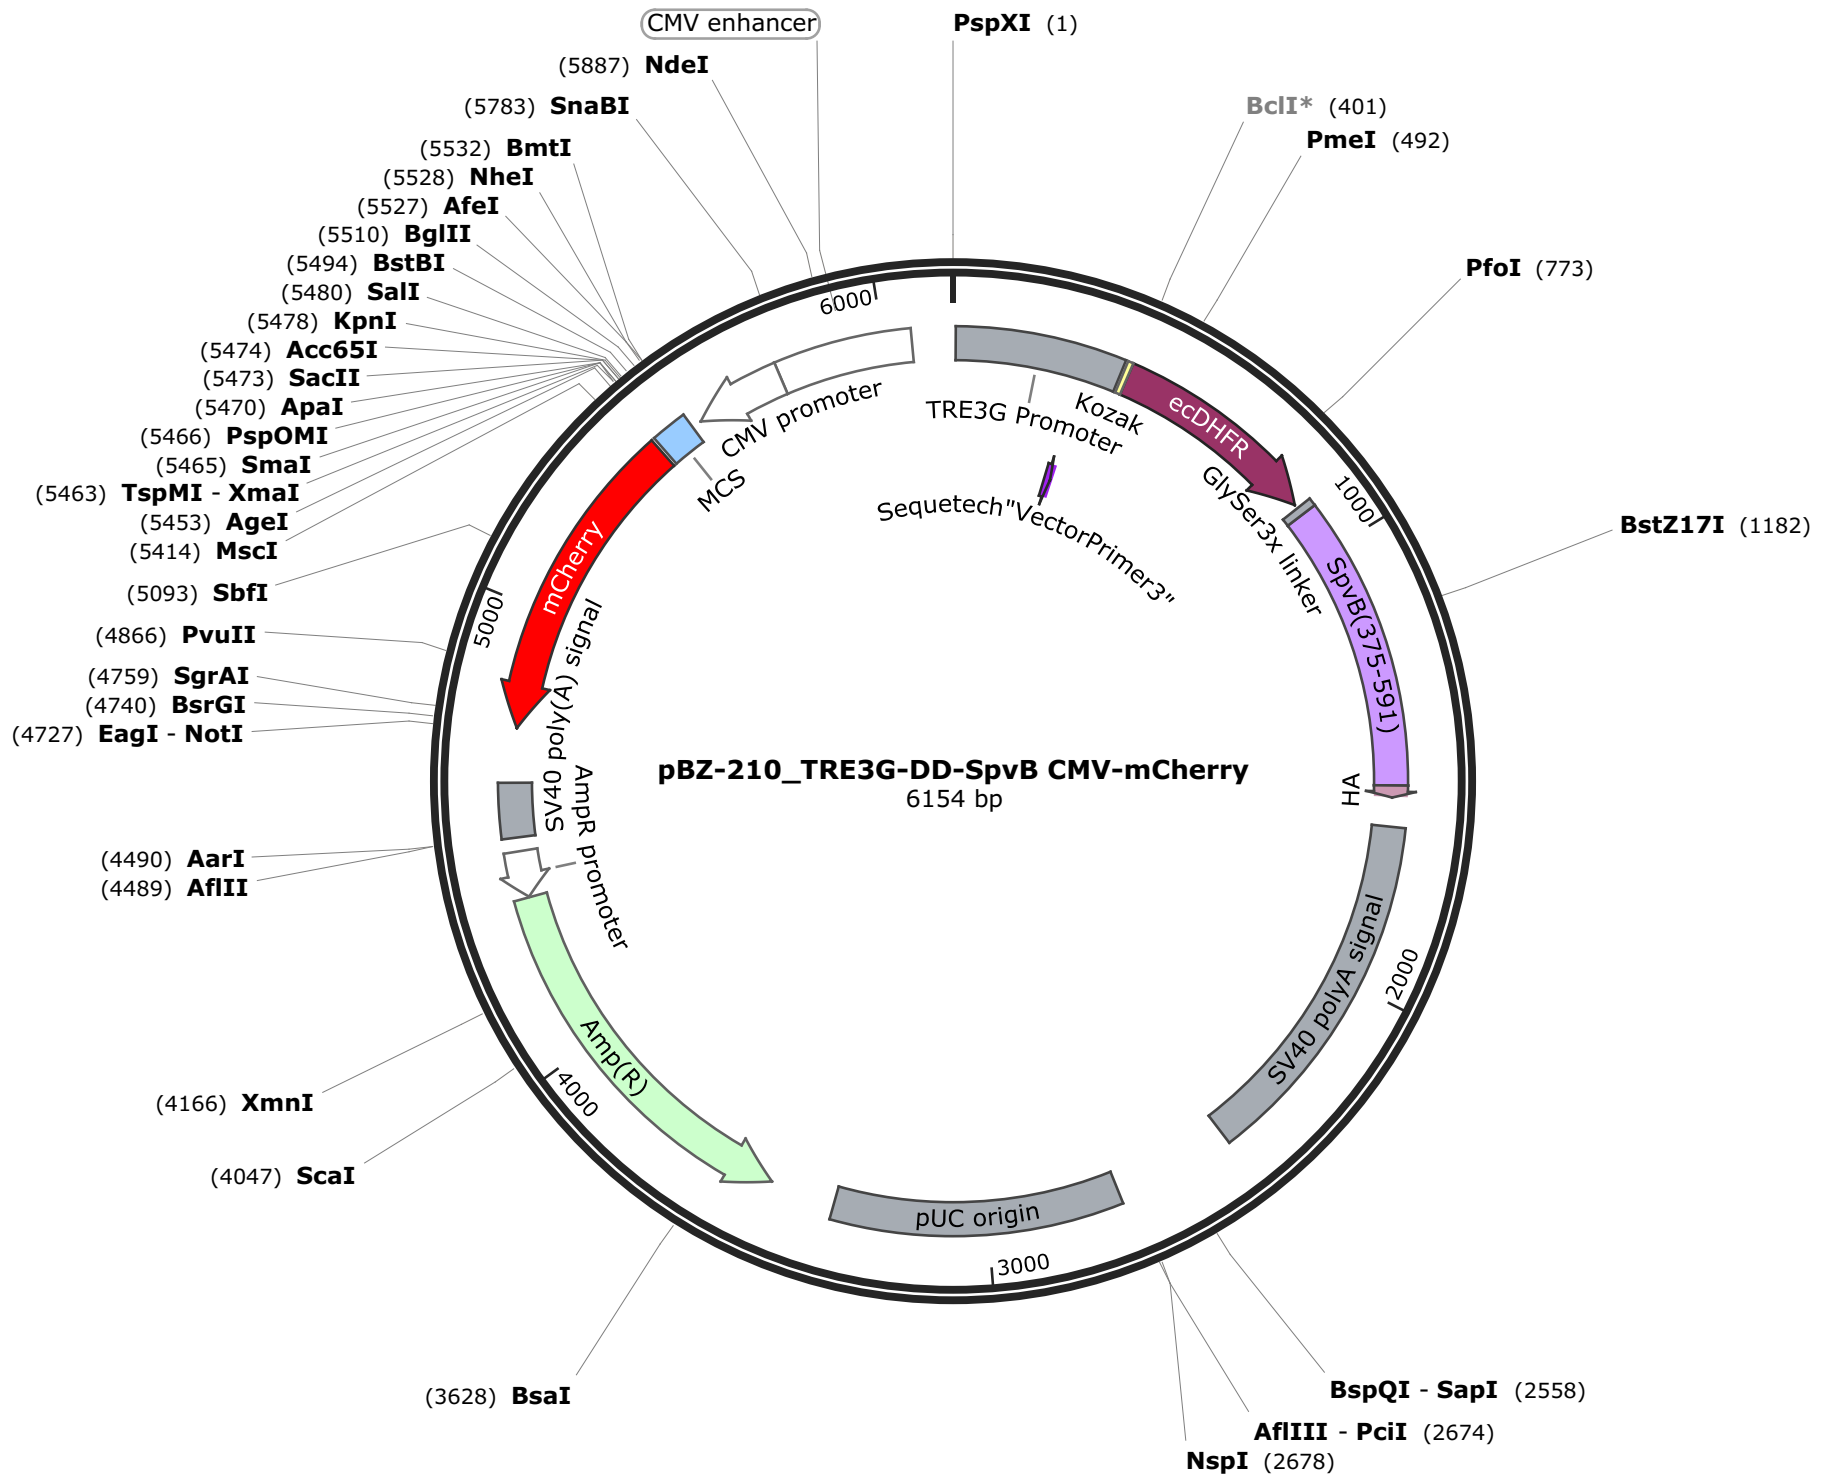 CMV enhancer
PspXI (1)
(5887) NdeI
(5783) SnaBI
BclI* (401)
PmeI (492)
(5532) BmtI
(5528) NheI
(5527) AfeI
(5510) BglII
(5494) BstBI
PfoI (773)
(5480) SalI
(5478) KpnI
(5474) Acc65I
(5473) SacII
(5470) ApaI
(5466) PspOMI
(5465) SmaI
(5463) TspMI - XmaI
(5453) AgeI
(5414) MscI
BstZ17I (1182)
(5093) SbfI
(4866) PvuII
(4759) SgrAI
(4740) BsrGI
(4727) EagI - NotI
(4490) AarI
(4489) AflII
(4166) XmnI
(4047) ScaI
(3628) BsaI
BspQI - SapI (2558)
AflIII - PciI (2674)
NspI (2678)
6000
1000
2000
3000
4000
5000
TRE3G Promoter
Kozak
ecDHFR
Sequetech"VectorPrimer3"
GlySer3x linker
SpvB(375-591)
HA
SV40 polyA signal
pUC origin
Amp(R)
AmpR promoter
SV40 poly(A) signal
mCherry
MCS
CMV promoter
pBZ-210_TRE3G-DD-SpvB CMV-mCherry
6154 bp